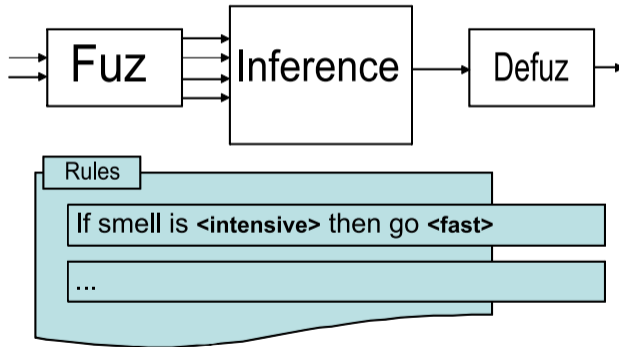 Fuz
Inference
Defuz
Rules
If smell is <intensive> then go <fast>
...